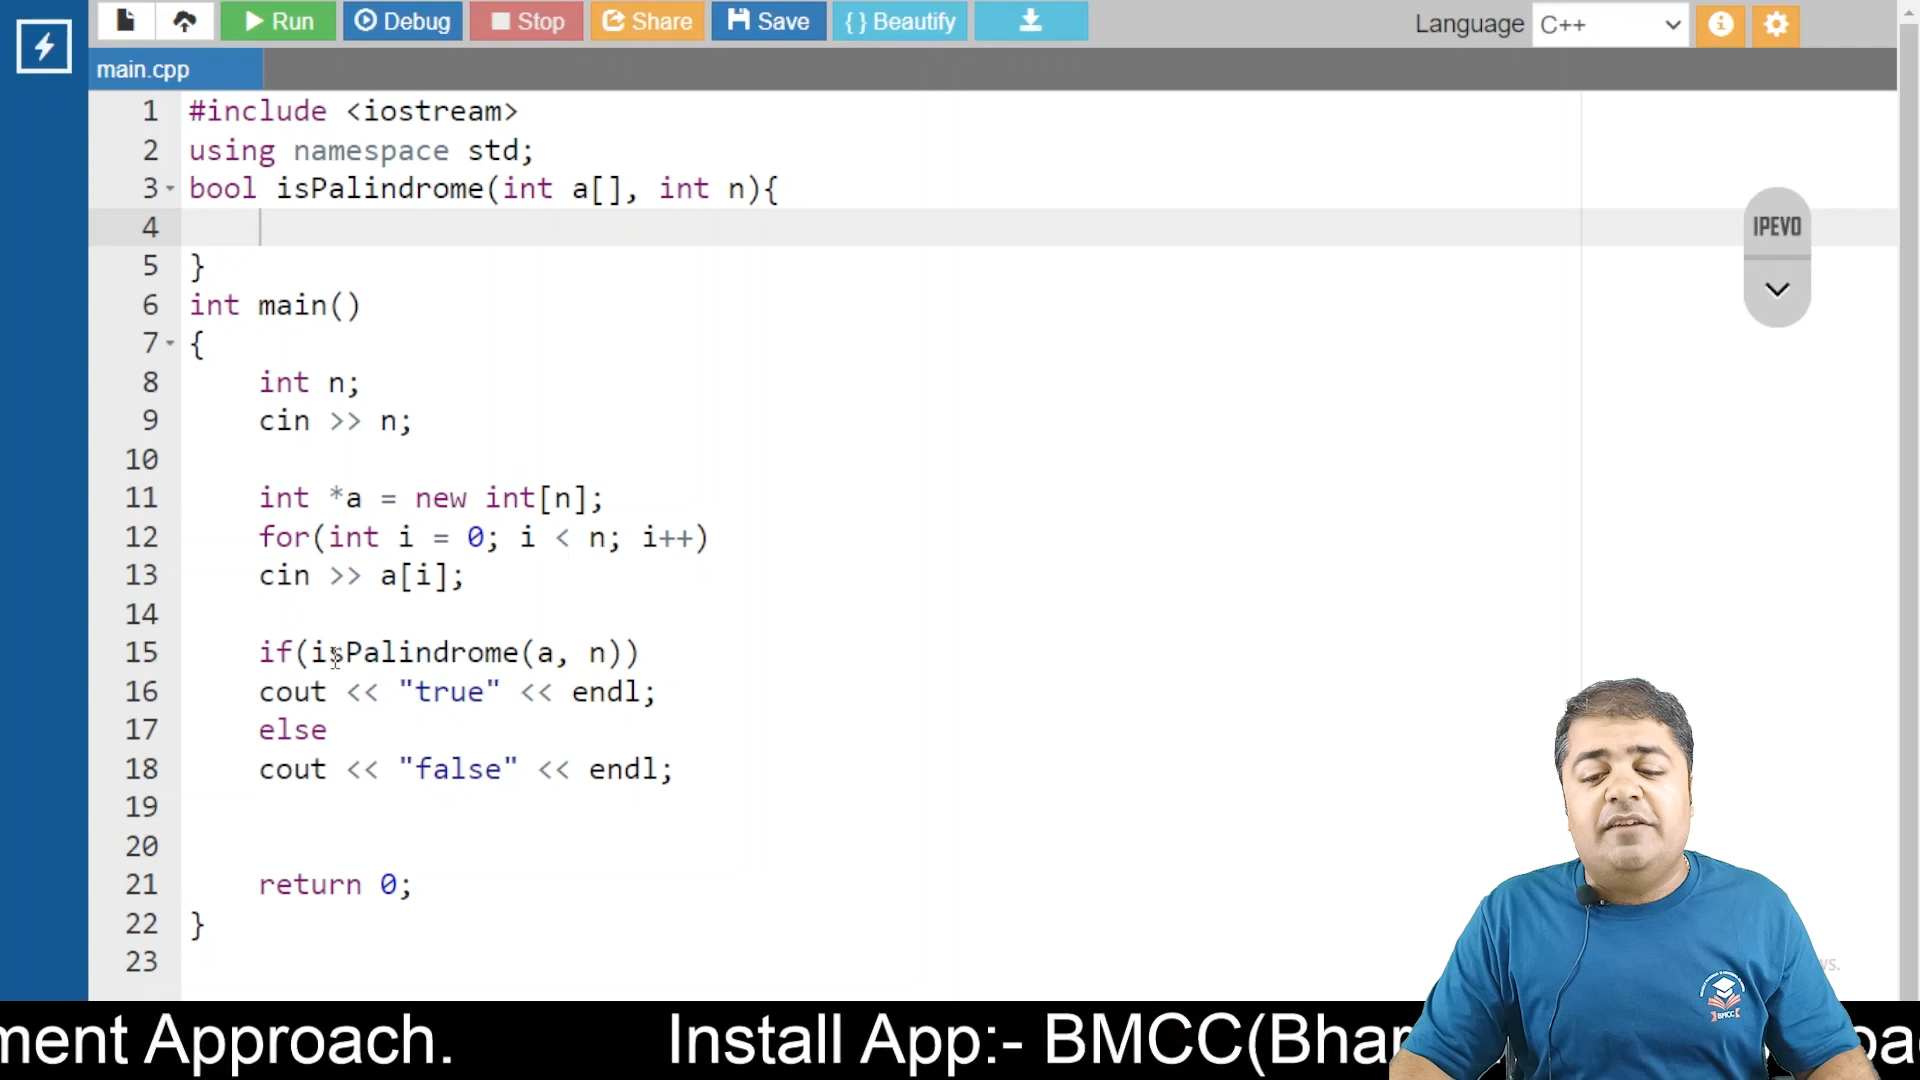 Run Debug Stop Share Save { } Beautify Language C++
main.cpp
1 #include <iostream>
2 using namespace std;
3 bool isPalindrome(int a[], int n){
4
5 }
6 int main()
7 {
8 int n;
9 cin >> n;
10
11 int *a = new int[n];
12 for(int i = 0; i < n; i++)
13 cin >> a[i];
14
15 if(isPalindrome(a, n))
16 cout << "true" << endl;
17 else
18 cout << "false" << endl;
19
20
21 return 0;
22 }
23
IPEVO
BMCC
ment Approach. Install App:- BMCC(Bhar